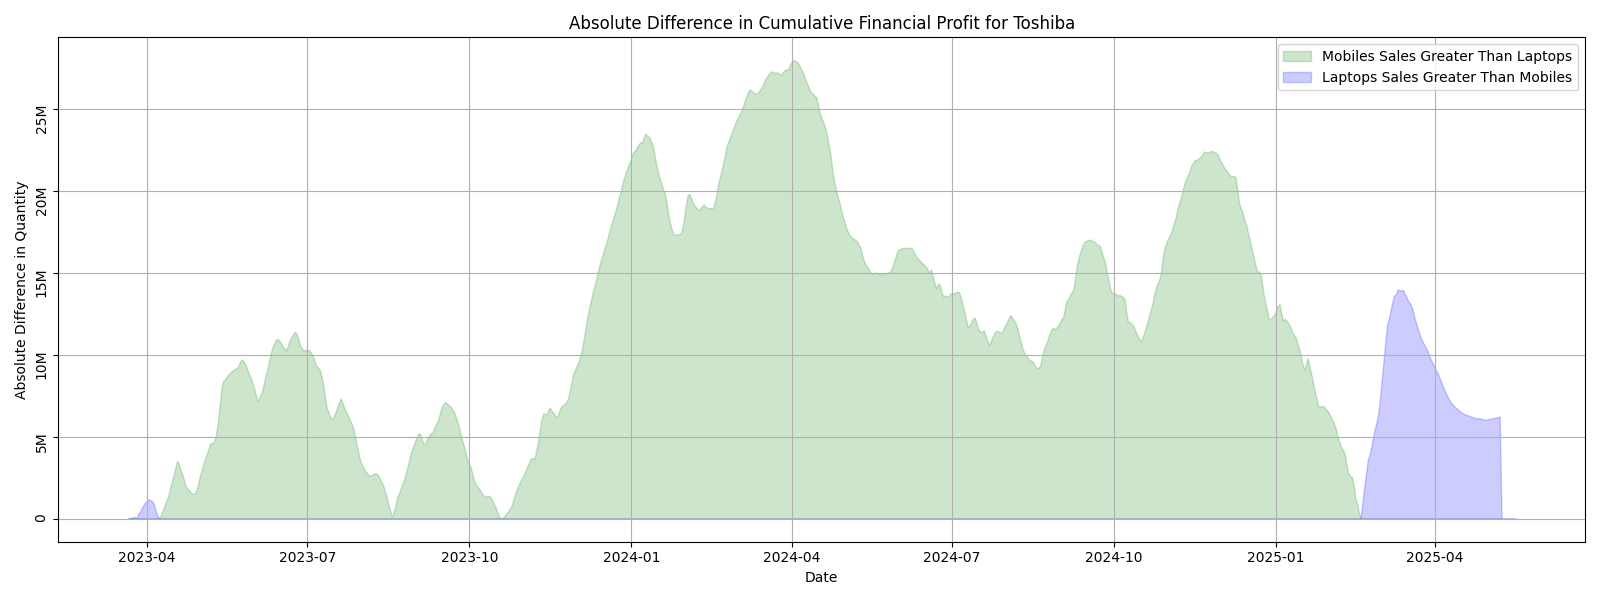 Absolute Difference in Cumulative Financial Profit for Toshiba
Mobiles Sales Greater Than Laptops
Laptops Sales Greater Than Mobiles
Absolute Difference in Quantity
25M
20M
15M
10M
5M
0
2023-04
2023-07
2023-10
2024-01
2024-04
2024-07
2024-10
2025-01
2025-04
Date